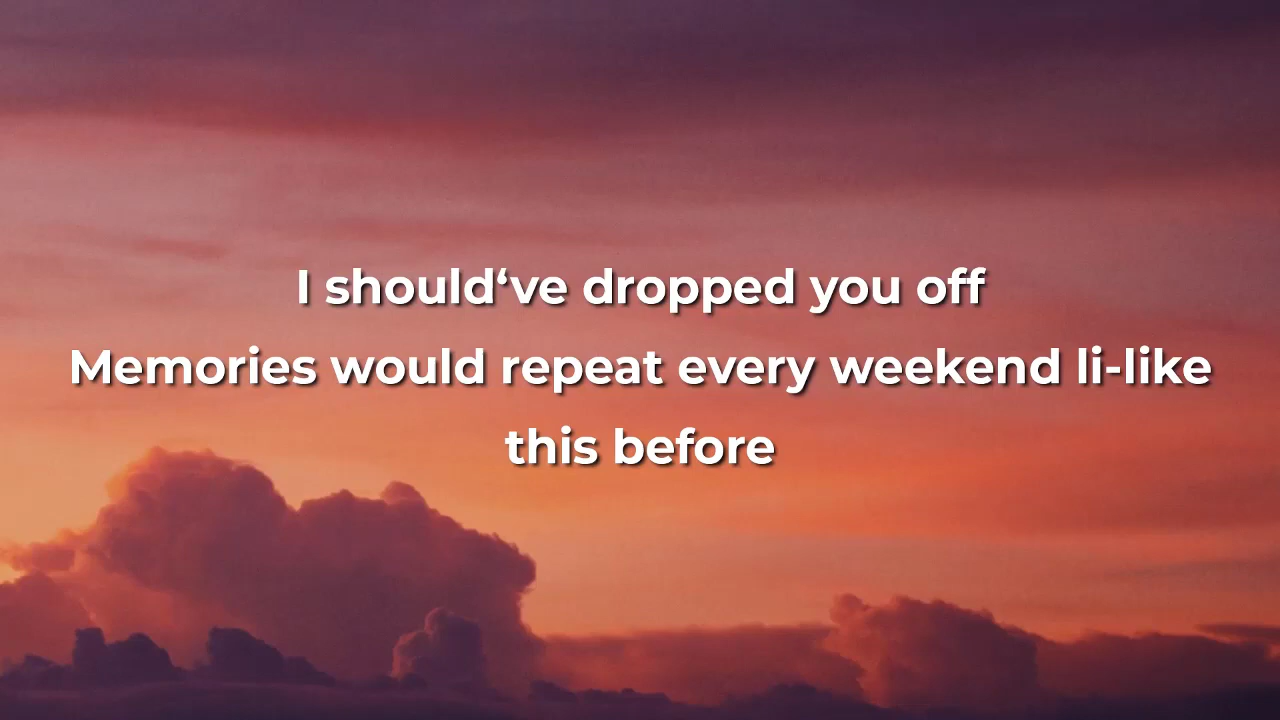 I should‘ve dropped you off
Memories would repeat every weekend li-like
this before